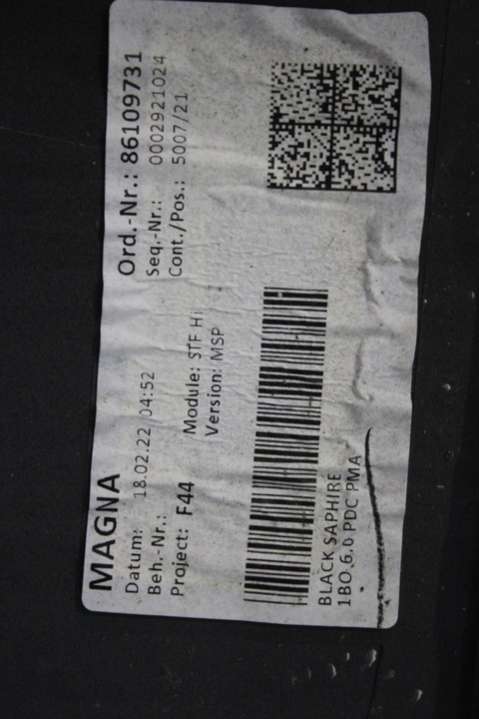 MAGNA
Ord.-Nr.: 86109731
Datum: 18.02.22 04:52
Seq.-Nr.: 0002921024
Beh.-Nr.:
Cont./Pos.: 5007/21
Project: F44
Module: STF Hi
Version: MSP
BLACK SAPHIRE
1BO,6,0 PDC PMA